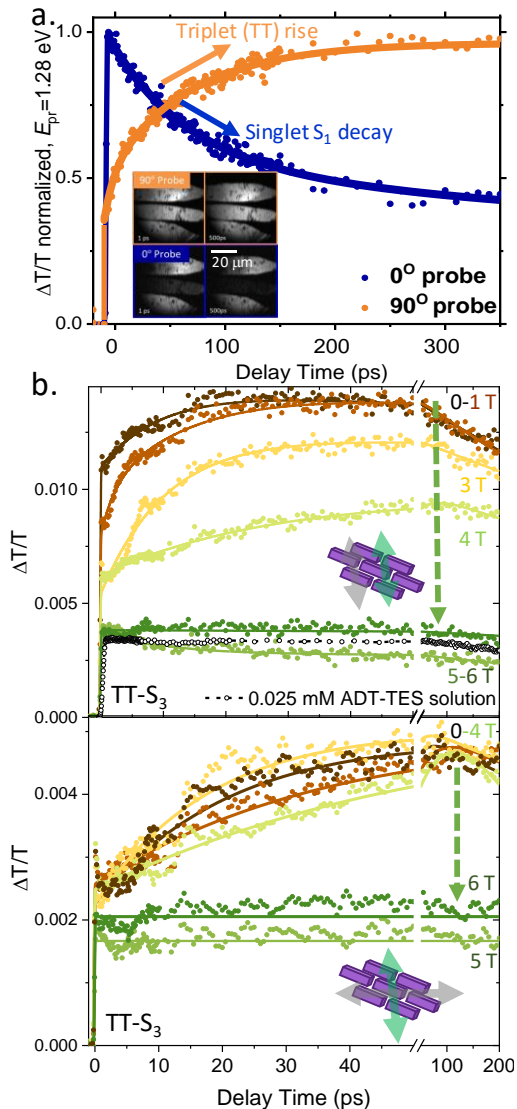 a.
1.0
0.5
0.0
ΔT/T normalized, Epr=1.28 eV
Triplet (TT) rise
Singlet S1 decay
90° Probe
1 ps
500ps
0° Probe
20 μm
1 ps
500ps
0° probe
90° probe
0
100
200
300
Delay Time (ps)
b.
0.010
0.005
0.000
ΔT/T
0-1 T
3 T
4 T
5-6 T
TT-S3
0.025 mM ADT-TES solution
0.004
0.002
0.000
ΔT/T
0-4 T
6 T
5 T
TT-S3
0
10
20
30
40
100
200
Delay Time (ps)